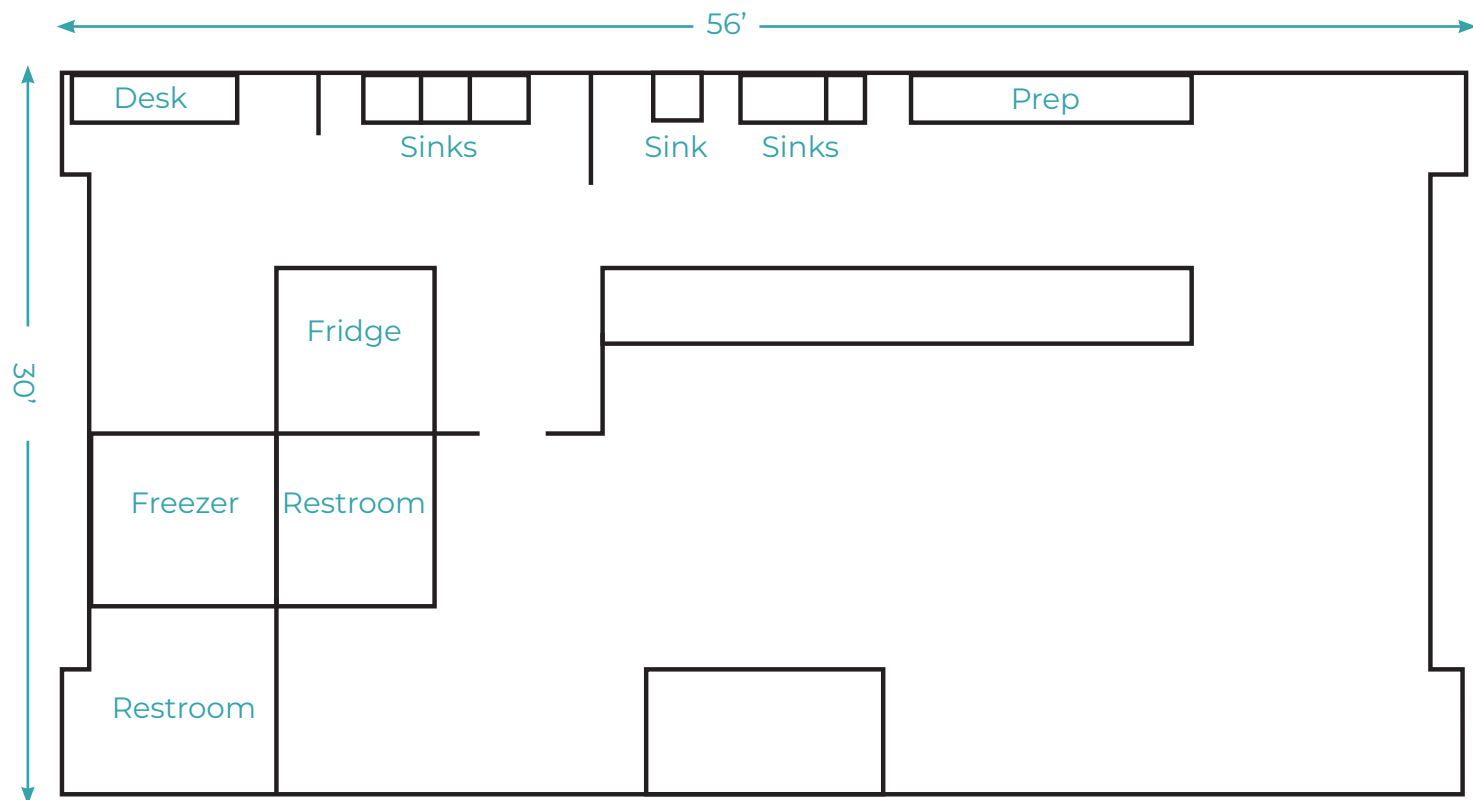 56’
Desk
Prep
Sinks
Sink
Sinks
Fridge
30’
Freezer
Restroom
Restroom